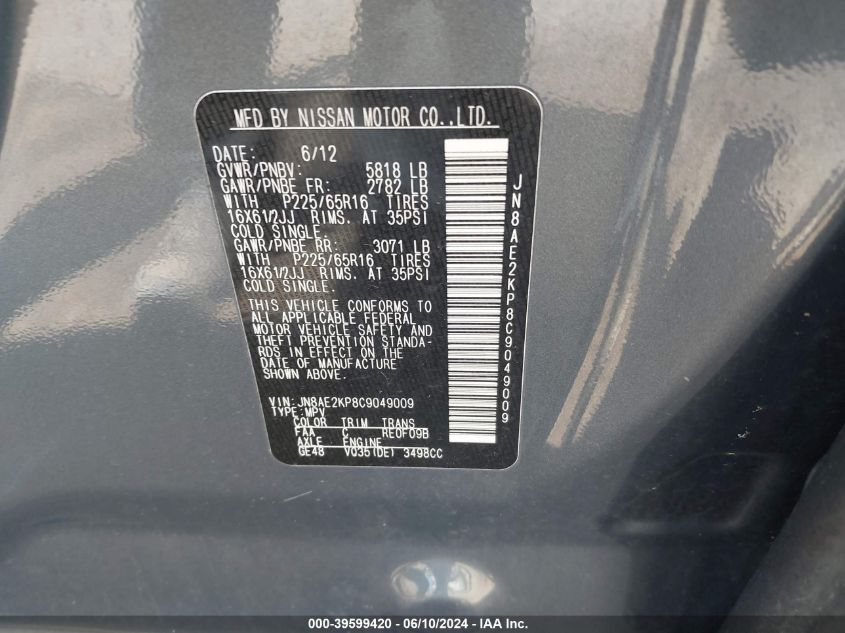 MFD BY NISSAN MOTOR CO.,LTD.
DATE: 6/12
GVWR/PNBV: 5818 LB
GAWR/PNBE FR: 2782 LB
WITH P225/65R16 TIRES
16X61/2JJ RIMS. AT 35PSI
COLD SINGLE.
GAWR/PNBE RR: 3071 LB
WITH P225/65R16 TIRES
16X61/2JJ RIMS. AT 35PSI
COLD SINGLE.
THIS VEHICLE CONFORMS TO
ALL APPLICABLE FEDERAL
MOTOR VEHICLE SAFETY AND
THEFT PREVENTION STANDA-
RDS IN EFFECT ON THE
DATE OF MANUFACTURE
SHOWN ABOVE.
VIN: JN8AE2KP8C9049009
TYPE: MPV
COLOR TRIM TRANS
FAA C RE0F09B
AXLE ENGINE
GE48 VQ35(DE) 3498CC
JN8AE2KP8C9049009
000-39599420 - 06/10/2024 - IAA Inc.